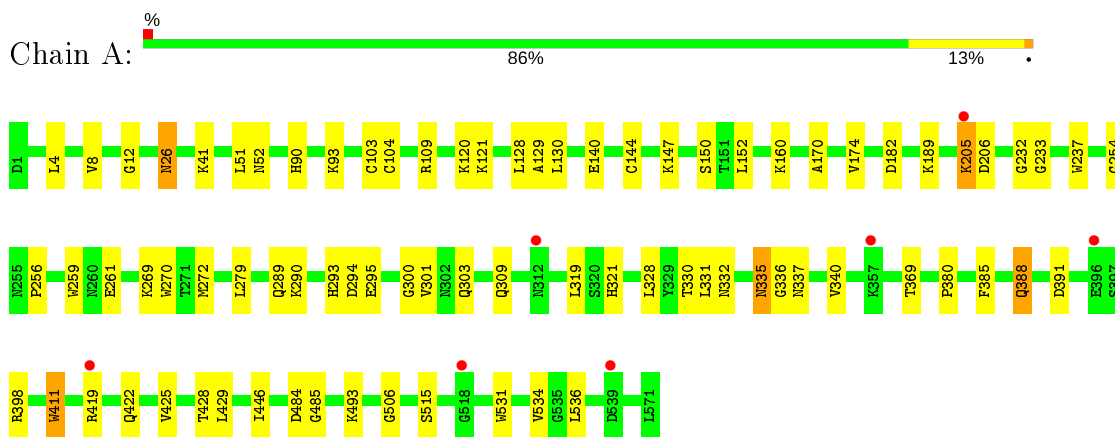 %
Chain A:
86%
13%
•
D1 L4 V8 G12 N26 K41 L51 N52 H90 K93 C103 C104 R109 K120 K121 L128 A129 L130 E140 C144 K147 S150 T151 L152 K160 A170 V174 D182 K189 K205 D206 G232 G233 W237 G254
N255 P256 W259 N260 E261 K269 W270 T271 M272 L279 Q289 K290 H293 D294 E295 G300 V301 N302 Q303 Q309 N312 L319 S320 H321 L328 Y329 T330 L331 N332 N335 G336 N337 V340 K357 T369 P380 F385 Q388 D391 E396 S397
R398 W411 R419 Q422 V425 T428 L429 I446 D484 G485 K493 G506 S515 G518 W531 V534 G535 L536 D539 L571